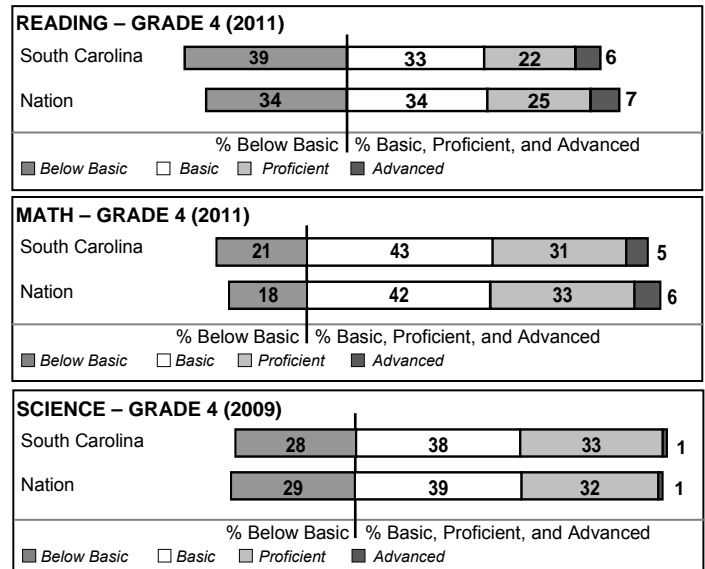 READING – GRADE 4 (2011)
South Carolina 39 33 22 6
Nation 34 34 25 7
% Below Basic % Basic, Proficient, and Advanced
Below Basic Basic Proficient Advanced
MATH – GRADE 4 (2011)
South Carolina 21 43 31 5
Nation 18 42 33 6
% Below Basic % Basic, Proficient, and Advanced
Below Basic Basic Proficient Advanced
SCIENCE – GRADE 4 (2009)
South Carolina 28 38 33 1
Nation 29 39 32 1
% Below Basic % Basic, Proficient, and Advanced
Below Basic Basic Proficient Advanced